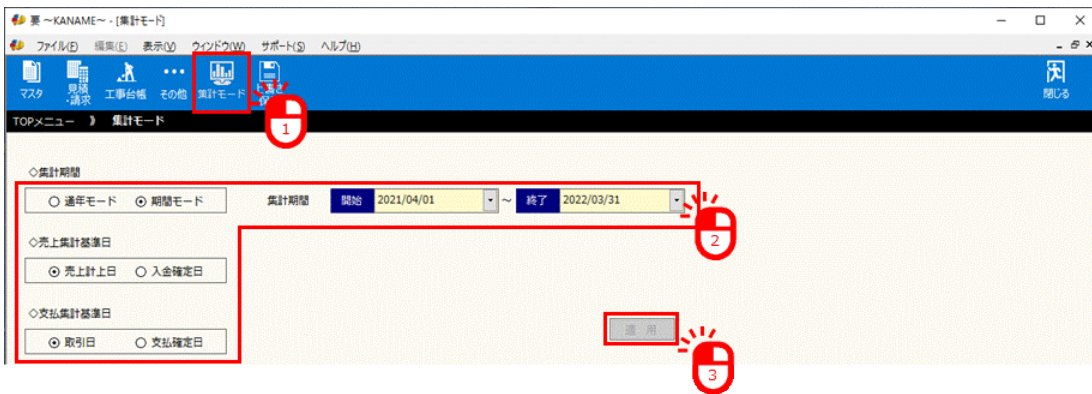 要 ～KANAME～ - [集計モード]
ファイル(F) 編集(E) 表示(V) ウィンドウ(W) サポート(S) ヘルプ(H)
マスタ 見積・請求 工事台帳 その他 集計モード 上書き保存 閉じる
TOPメニュー 》 集計モード
1
◇集計期間
通年モード 期間モード 集計期間 開始 2021/04/01 ～ 終了 2022/03/31
2
◇売上集計基準日
売上計上日 入金確定日
◇支払集計基準日
適 用
取引日 支払確定日
3